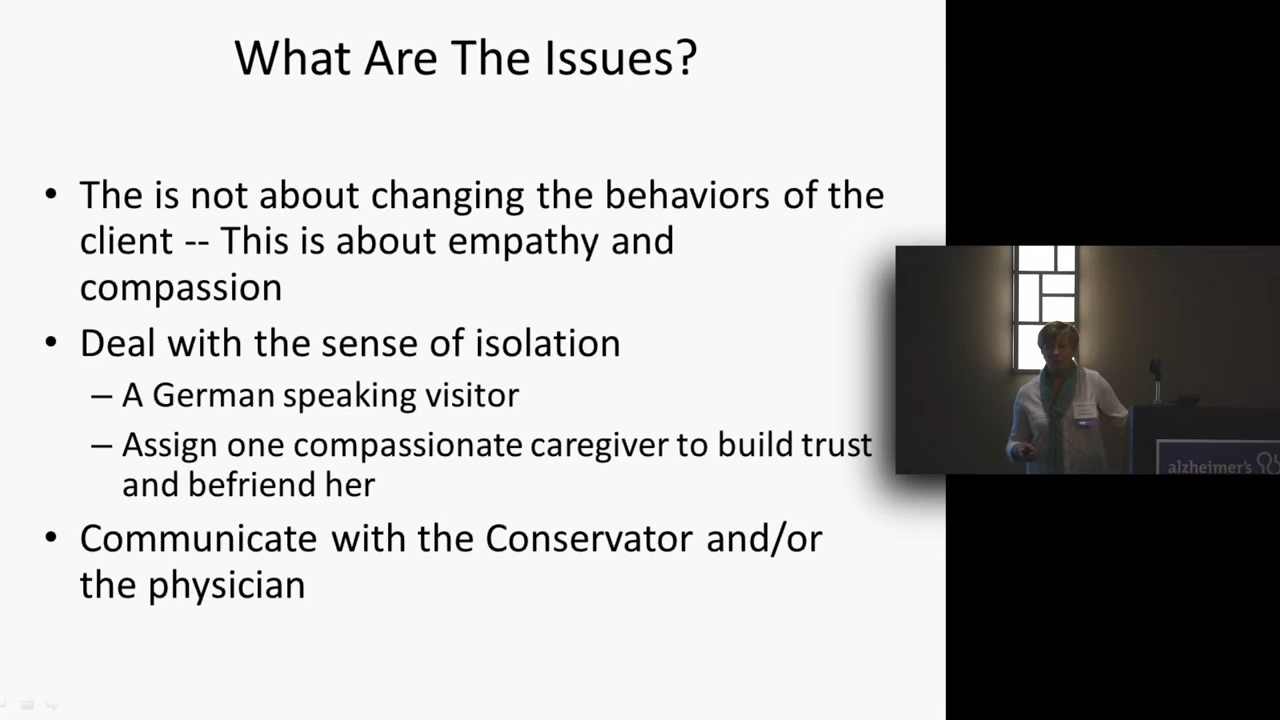 What Are The Issues?
• The is not about changing the behaviors of the
client -- This is about empathy and
compassion
• Deal with the sense of isolation
– A German speaking visitor
– Assign one compassionate caregiver to build trust
and befriend her
• Communicate with the Conservator and/or
the physician
alzheimer's